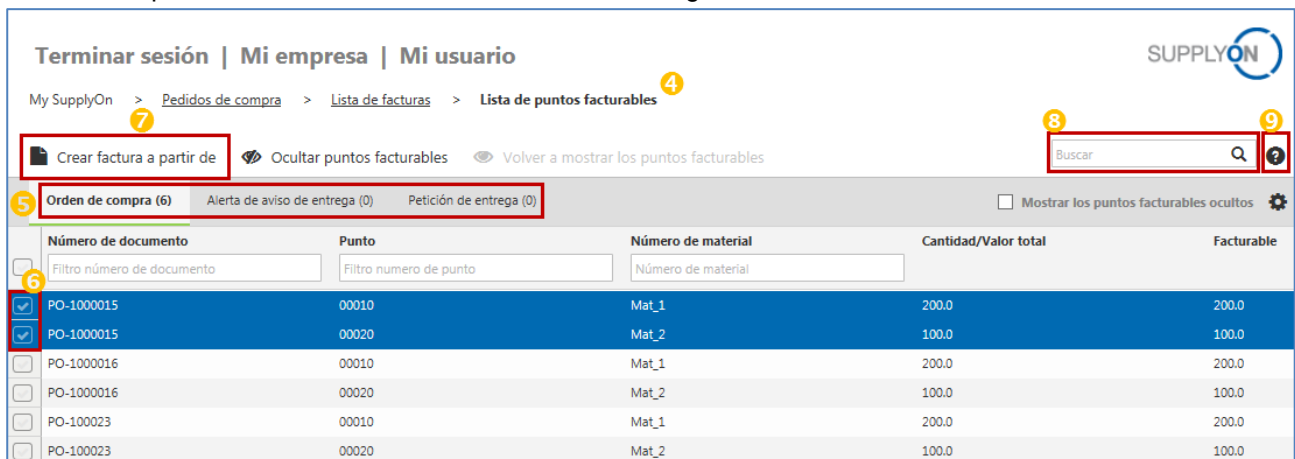 Terminar sesión | Mi empresa | Mi usuario
SUPPLYON
4
My SupplyOn > Pedidos de compra > Lista de facturas > Lista de puntos facturables
7
8
9
Crear factura a partir de Ocultar puntos facturables Volver a mostrar los puntos facturables Buscar ?
5
Orden de compra (6) Alerta de aviso de entrega (0) Petición de entrega (0) Mostrar los puntos facturables ocultos
Número de documento Punto Número de material Cantidad/Valor total Facturable
Filtro número de documento Filtro numero de punto Número de material
6
PO-1000015 00010 Mat_1 200.0 200.0
PO-1000015 00020 Mat_2 100.0 100.0
PO-1000016 00010 Mat_1 200.0 200.0
PO-1000016 00020 Mat_2 100.0 100.0
PO-100023 00010 Mat_1 200.0 200.0
PO-100023 00020 Mat_2 100.0 100.0